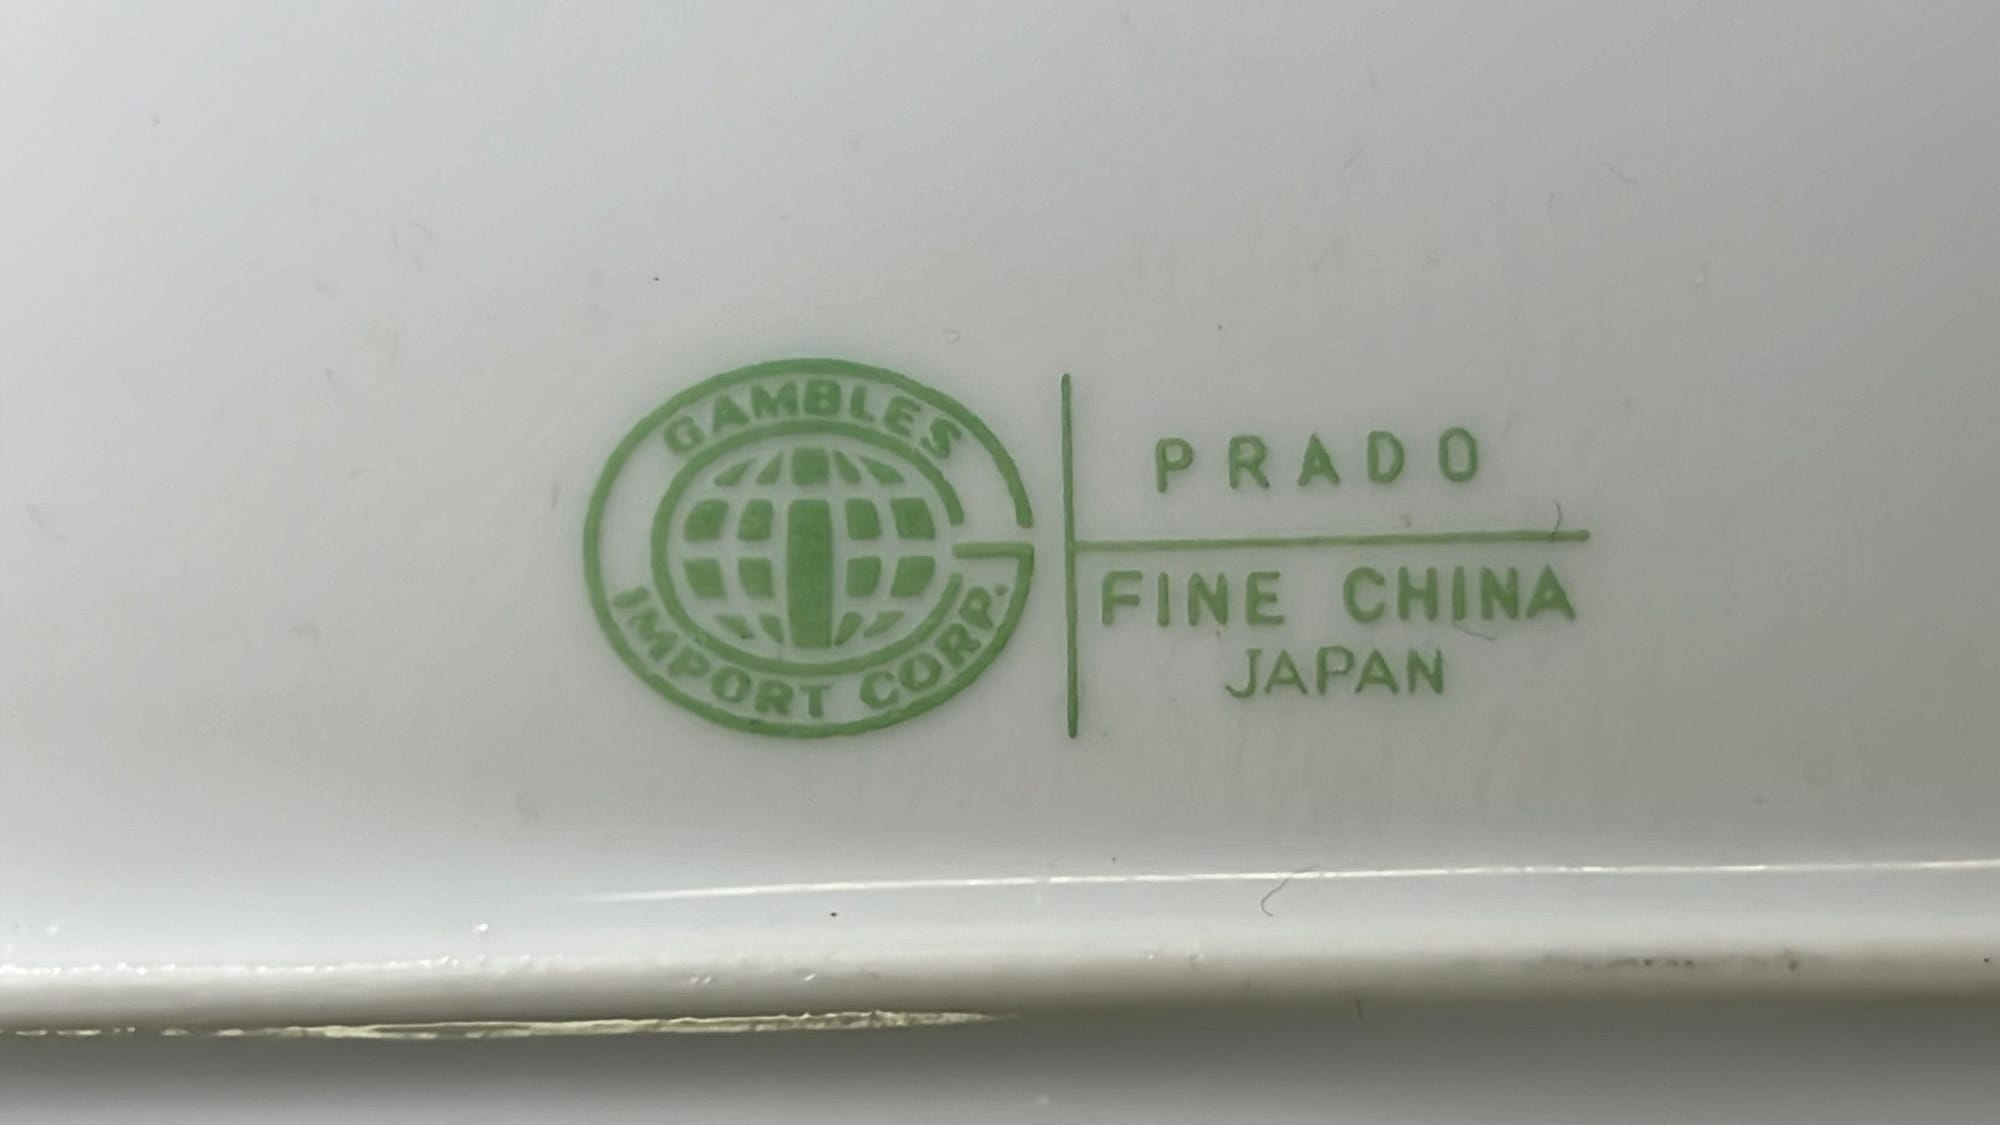 GAMBLES
IMPORT CORP.
PRADO
FINE CHINA
JAPAN